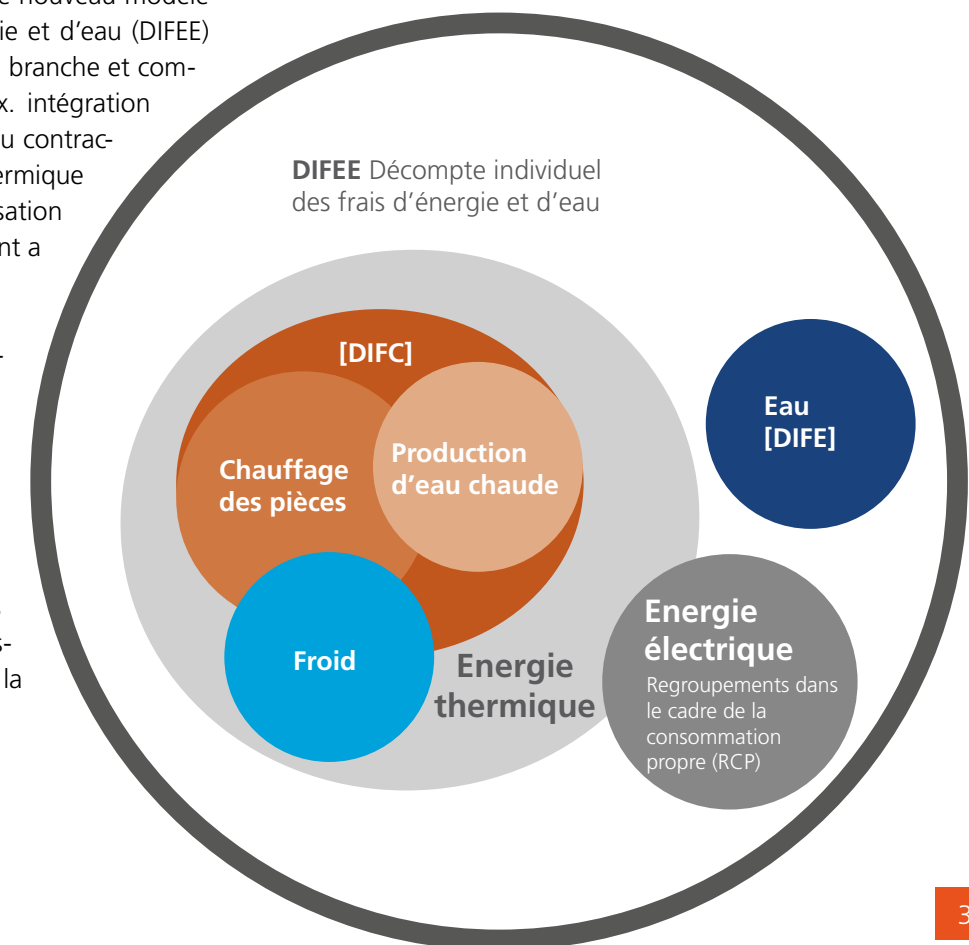 nouveau modèle
ie et d'eau (DIFEE)
branche et com-
x. intégration
u contrac-
ermique
sation
nt a
-
s-
la
DIFEE Décompte individuel
des frais d'énergie et d'eau
[DIFC]
Chauffage
des pièces
Production
d'eau chaude
Froid
Energie
thermique
Eau
[DIFE]
Energie
électrique
Regroupements dans
le cadre de la
consommation
propre (RCP)
3